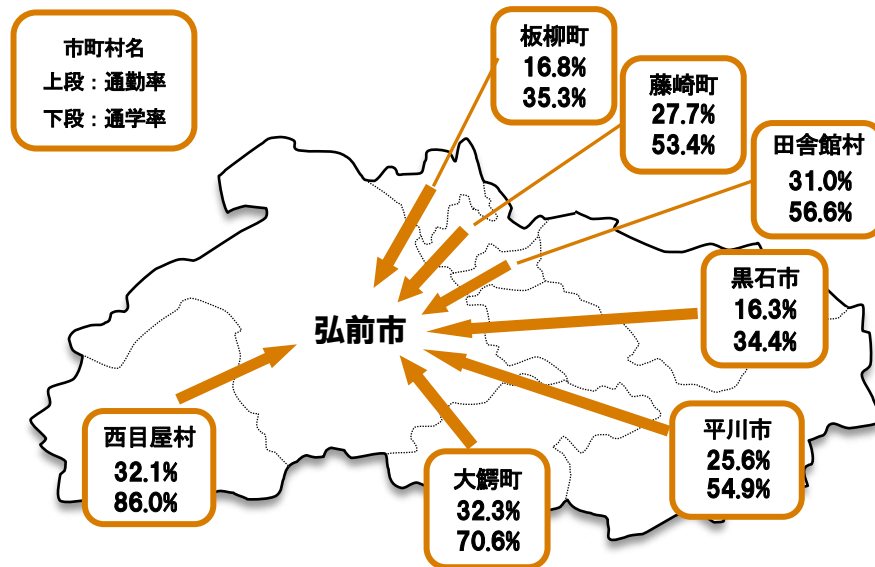 市町村名
上段：通勤率
下段：通学率
板柳町
16.8%
35.3%
藤崎町
27.7%
53.4%
田舎館村
31.0%
56.6%
黒石市
16.3%
34.4%
弘前市
平川市
25.6%
54.9%
西目屋村
32.1%
86.0%
大鰐町
32.3%
70.6%